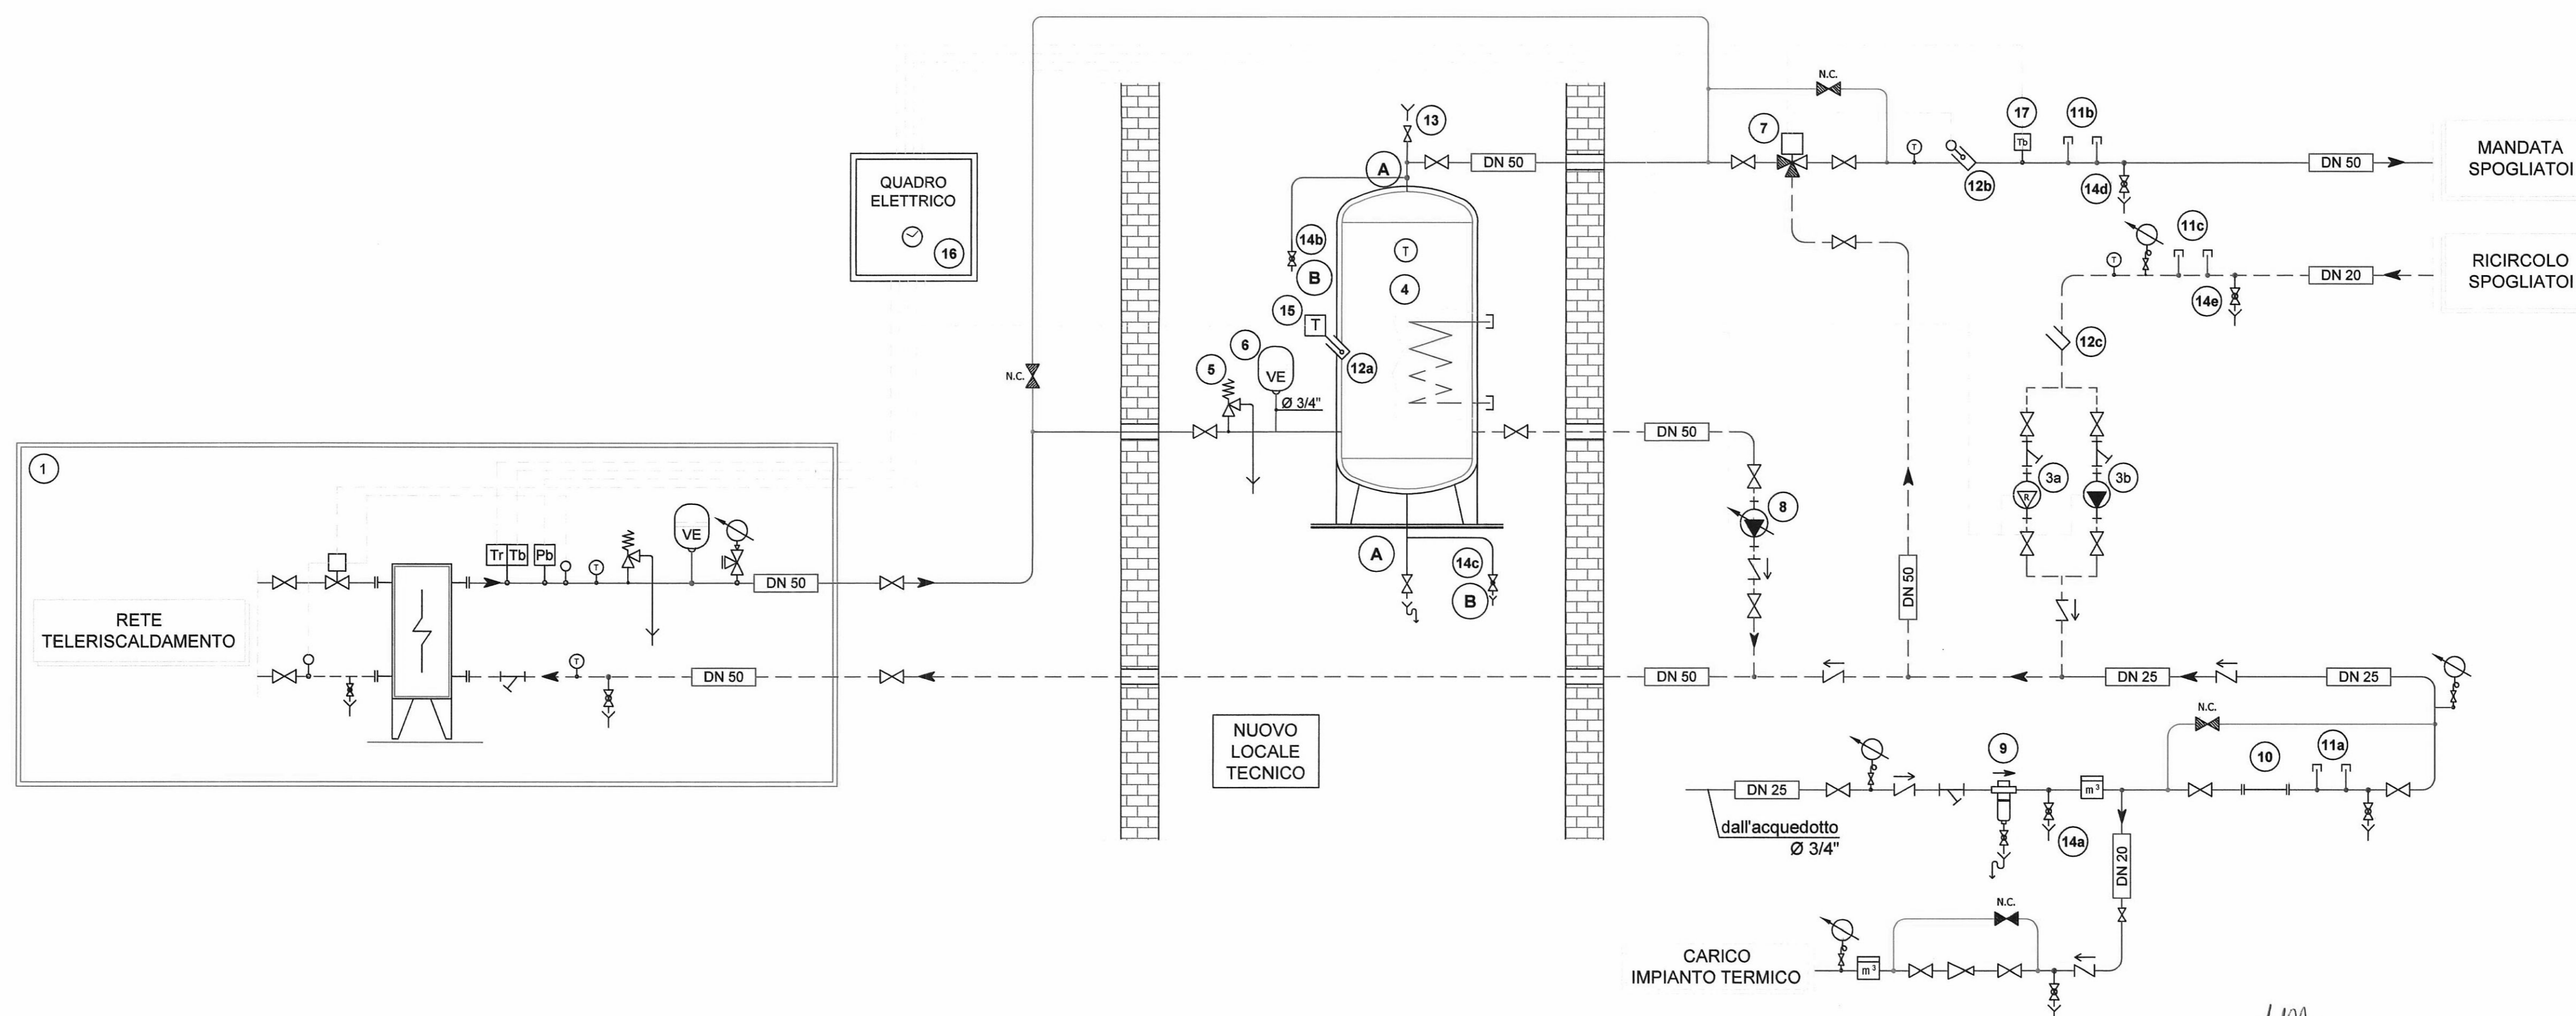 N.C.
13
7
17
11b
MANDATA
SPOGLIATOI
A
DN 50
T
Tb
DN 50
12b
14d
QUADRO
ELETTRICO
16
14b
B
T
4
11c
T
RICIRCOLO
SPOGLIATOI
DN 20
14e
15
T
12a
12c
N.C.
5
6
VE
Ø 3/4"
DN 50
1
3a
3b
R
8
VE
Tr
Tb
Pb
T
DN 50
A
14c
B
DN 50
RETE
TELERISCALDAMENTO
T
DN 50
DN 50
DN 25
DN 25
N.C.
NUOVO
LOCALE
TECNICO
9
10
11a
DN 25
m³
dall'acquedotto
Ø 3/4"
14a
DN 20
N.C.
CARICO
IMPIANTO TERMICO
m³